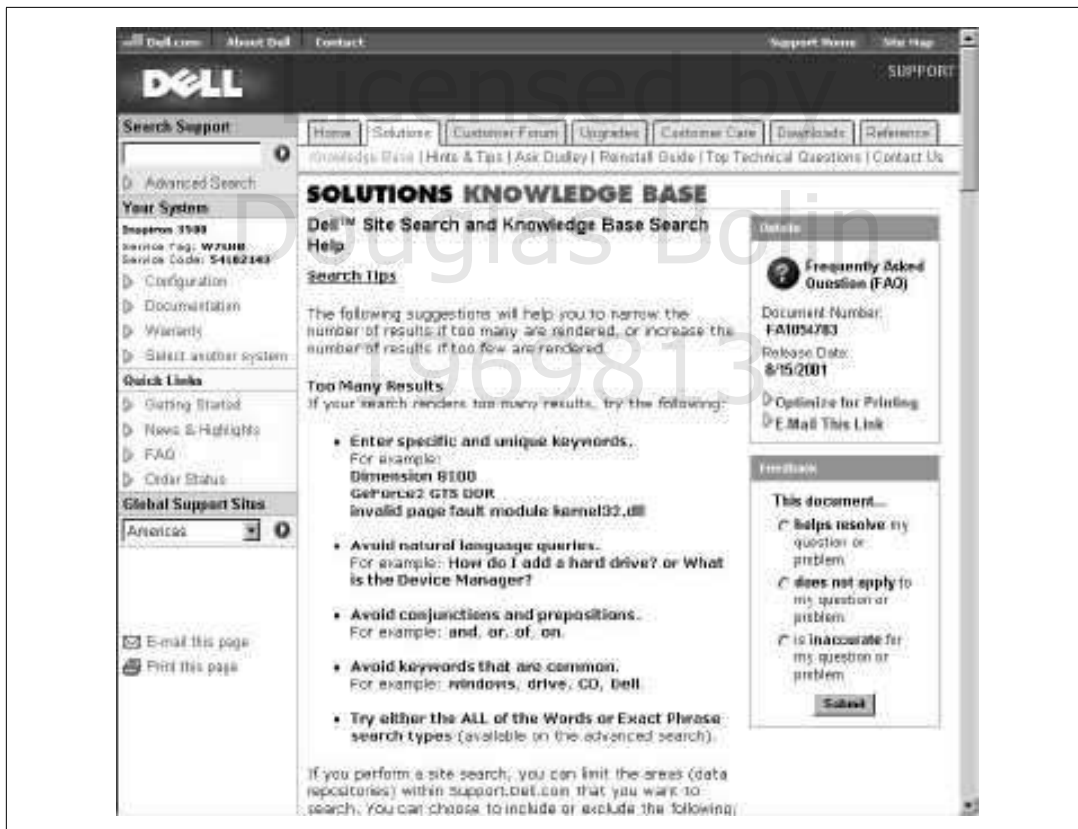 Dell.com About Dell Contact Support Home Site Map
DELL
SUPPORT
Licensed by
Douglas Bolin
1969813
Search Support
Advanced Search
Your System
Inspiron 3500
Service Tag:
Service Code:
Configuration
Documentation
Warranty
Select another system
Quick Links
Getting Started
News & Highlights
FAQ
Order Status
Global Support Sites
Americas
E-mail this page
Print this page
Home Solutions Customer Forum Upgrades Customer Care Downloads Reference
Knowledge Base | Hints & Tips | Ask Dudley | Reinstall Guide | Top Technical Questions | Contact Us
SOLUTIONS KNOWLEDGE BASE
Dell™ Site Search and Knowledge Base Search
Help
Search Tips
The following suggestions will help you to narrow the
number of results if too many are rendered, or increase the
number of results if too few are rendered.
Too Many Results
If your search renders too many results, try the following:
• Enter specific and unique keywords.
For example:
Dimension 8100
GeForce2 GTS DDR
invalid page fault module kernel32.dll
• Avoid natural language queries.
For example: How do I add a hard drive? or What
is the Device Manager?
• Avoid conjunctions and prepositions.
For example: and, or, of, on.
• Avoid keywords that are common.
For example: windows, drive, CD, Dell
• Try either the ALL of the Words or Exact Phrase
search types (available on the advanced search).
If you perform a site search, you can limit the areas (data
repositories) within Support.Dell.com that you want to
search. You can choose to include or exclude the following:
Details
Frequently Asked
Question (FAQ)
Document Number:
FA1054783
Release Date:
8/15/2001
Optimize for Printing
E-Mail This Link
Feedback
This document...
helps resolve my
question or
problem
does not apply to
my question or
problem
is inaccurate for
my question or
problem
Submit